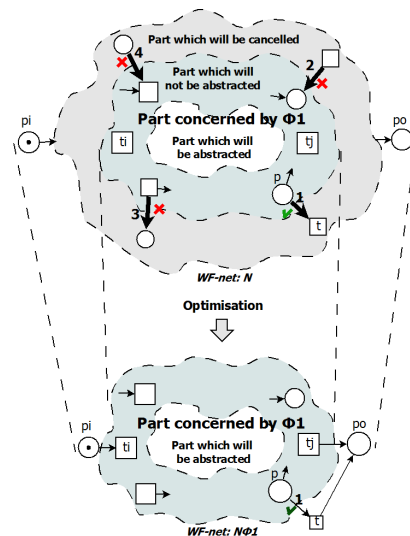 4
Part which will be cancelled
2
Part which
will not be abstracted
pi
Part concerned by Φ1
po
ti
Part which
will be abstracted
tj
p
1
3
t
WF-net: N
Optimisation
pi
Part concerned by Φ1
po
ti
Part which will
be abstracted
tj
p
1
t
WF-net: NΦ1